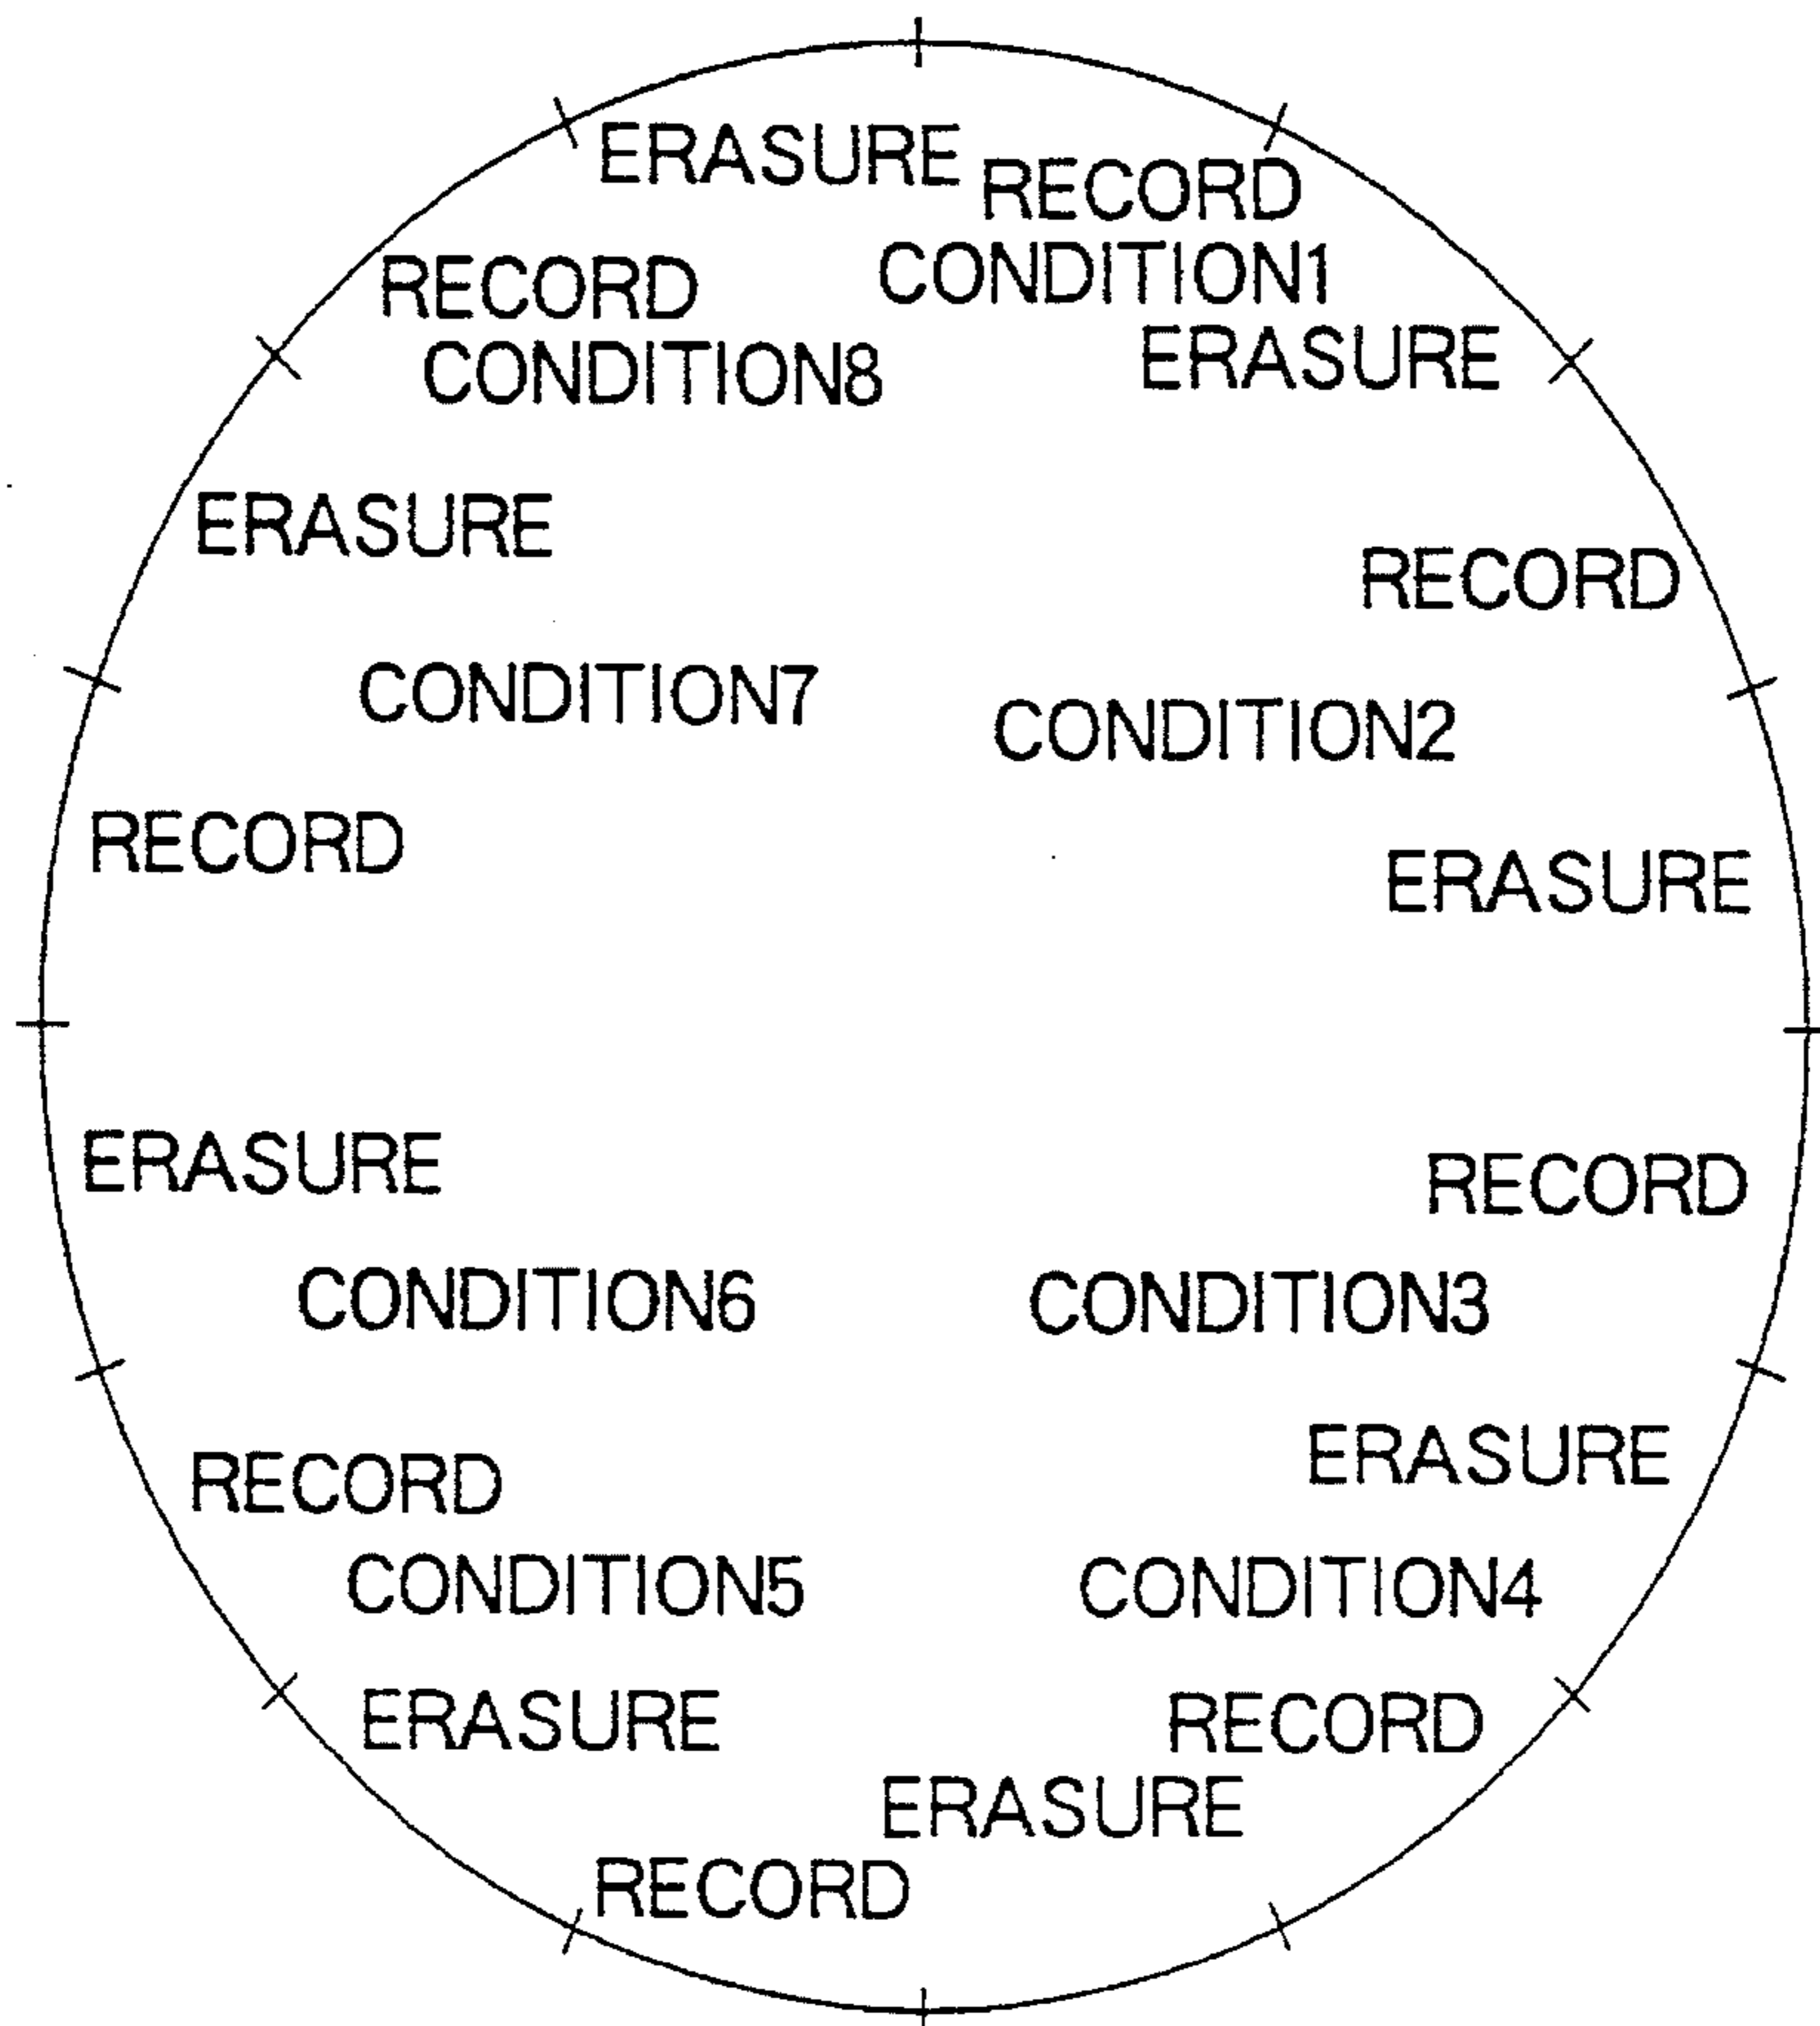 ERASURE
RECORD
CONDITION1
RECORD
CONDITION8
ERASURE
ERASURE
RECORD
CONDITION7
CONDITION2
RECORD
ERASURE
ERASURE
RECORD
CONDITION6
CONDITION3
ERASURE
RECORD
CONDITION5
CONDITION4
ERASURE
RECORD
ERASURE
RECORD